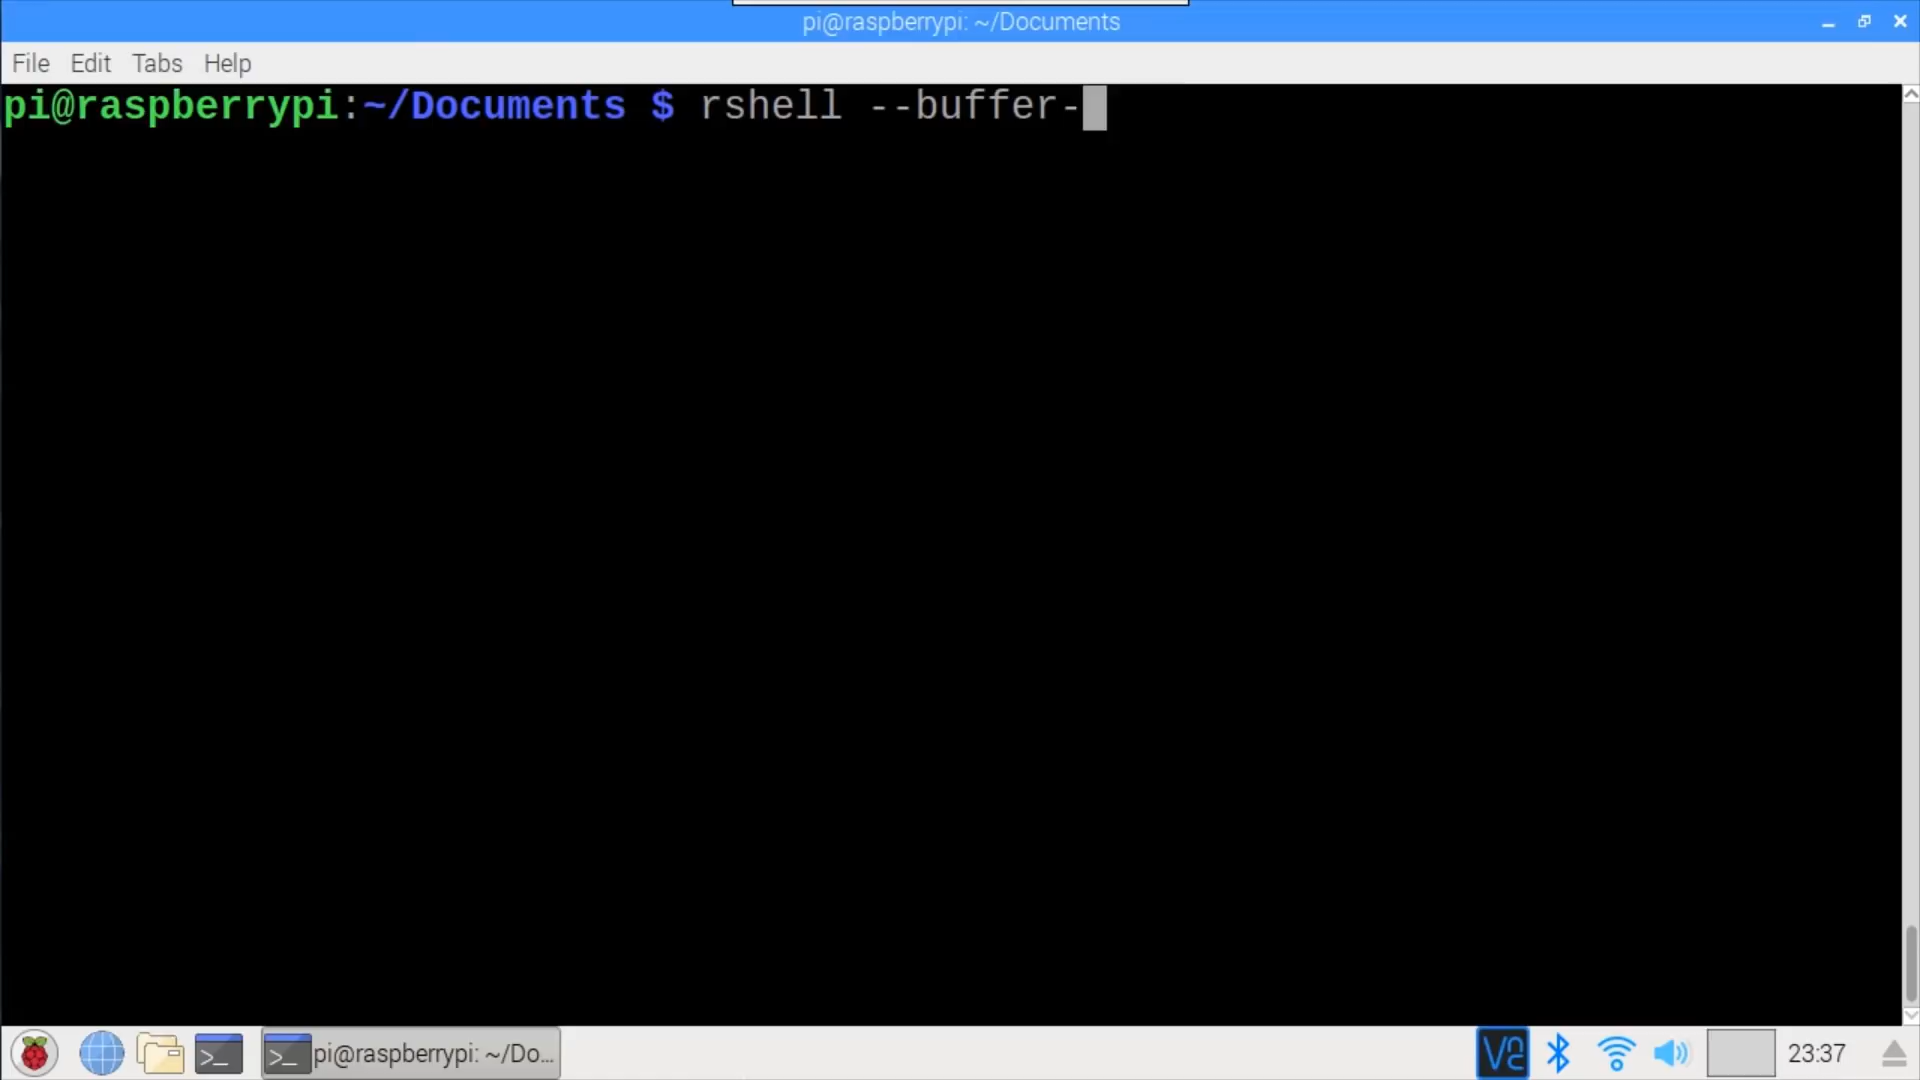 pi@raspberrypi: ~/Documents
File Edit Tabs Help
pi@raspberrypi:~/Documents $ rshell --buffer-
>_
>_ pi@raspberrypi: ~/Do...
23:37